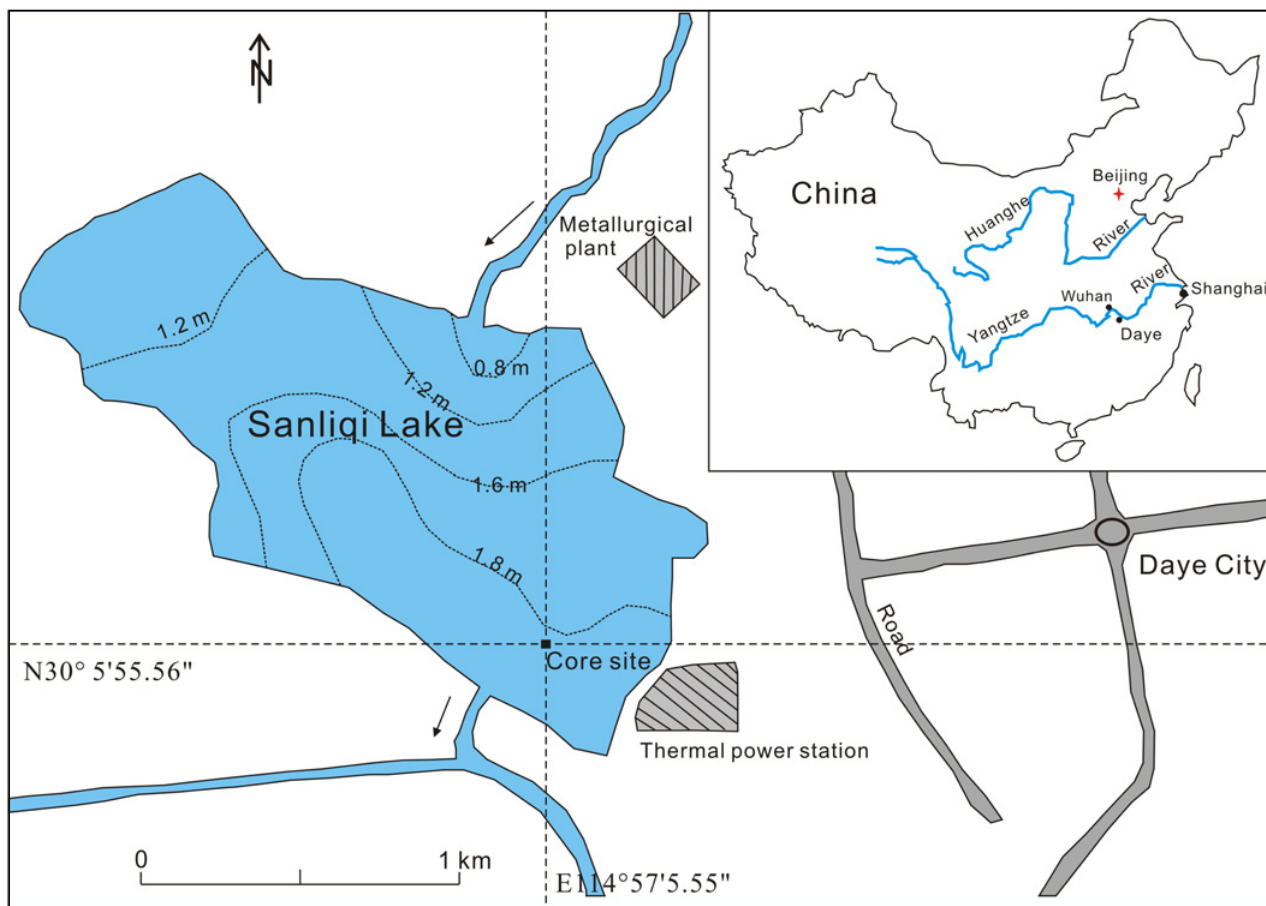 N
Metallurgical
plant
1.2 m
0.8 m
1.2 m
Sanliqi Lake
1.6 m
1.8 m
Core site
N30° 5'55.56"
Thermal power station
0
1 km
E114°57'5.55"
China
Beijing
Huanghe
River
Wuhan
River
Shanghai
Yangtze
Daye
Daye City
Road